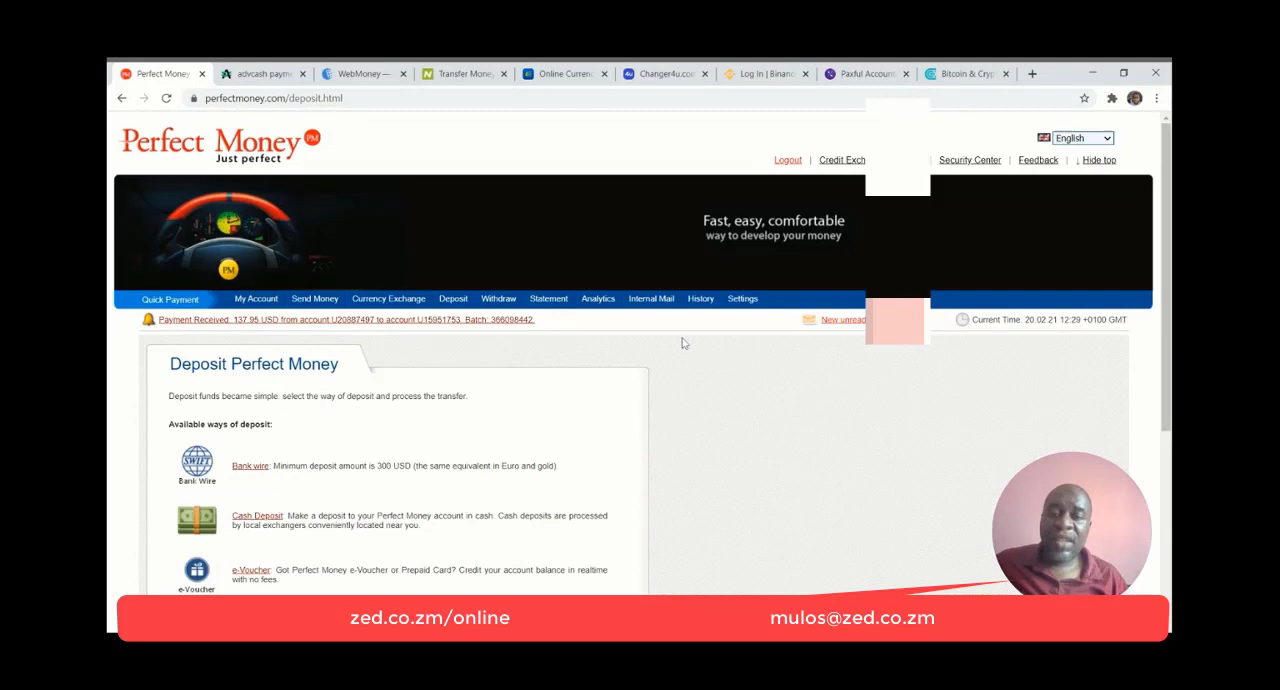 Perfect Money
advcash paym
WebMoney —
Transfer Mone
Online Curren
Changer4u.com
Log In | Binan
Paxful Accoun
Bitcoin & Cryp
perfectmoney.com/deposit.html
Perfect Money PM
Just perfect
English
Logout | Credit Exch | Security Center | Feedback | ↓ Hide top
Fast, easy, comfortable
way to develop your money
PM
Quick Payment My Account Send Money Currency Exchange Deposit Withdraw Statement Analytics Internal Mail History Settings
Payment Received: 137.95 USD from account U20887497 to account U15951753. Batch: 366098442.
New unread
Current Time: 20.02.21 12:29 +0100 GMT
Deposit Perfect Money
Deposit funds became simple. select the way of deposit and process the transfer.
Available ways of deposit:
SWIFT
Bank Wire
Bank wire: Minimum deposit amount is 300 USD (the same equivalent in Euro and gold).
Cash Deposit: Make a deposit to your Perfect Money account in cash. Cash deposits are processed
by local exchangers conveniently located near you.
e-Voucher: Got Perfect Money e-Voucher or Prepaid Card? Credit your account balance in realtime
with no fees.
e-Voucher
zed.co.zm/online
mulos@zed.co.zm